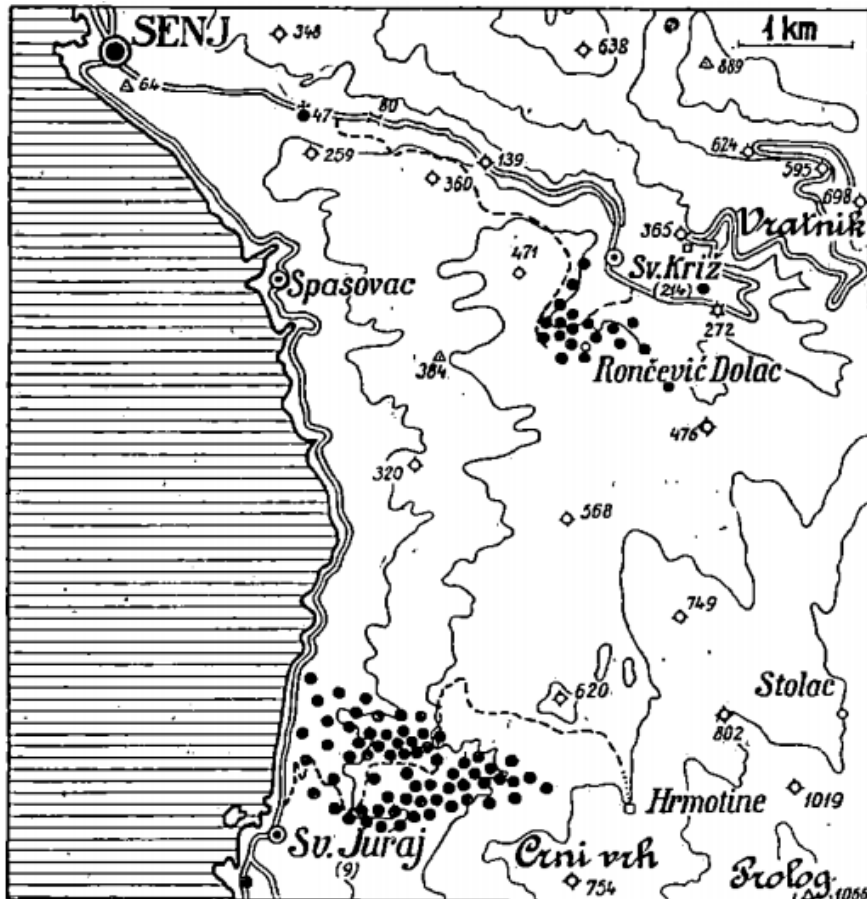 SENJ
348
638
1 km
889
64
47
80
624
259
139
595
360
698
365
Vratnik
471
Sv. Križ
(214)
Spasovac
272
384
Rončević Dolac
476
320
568
749
620
Stolac
802
1019
Hrmotine
Sv. Juraj
(9)
Crni vrh
754
Prolog